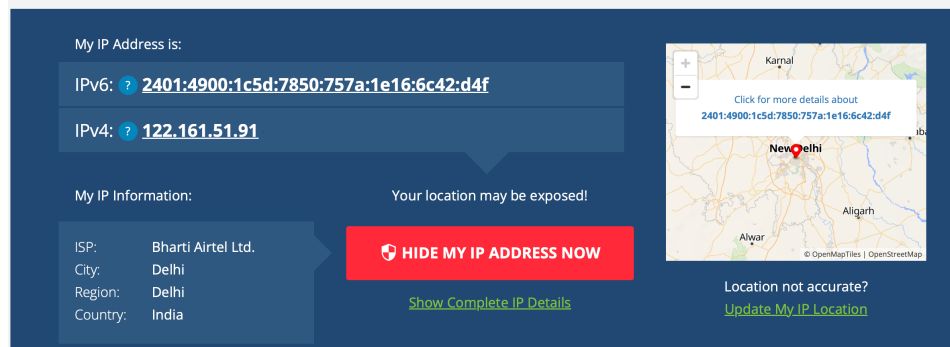 My IP Address is:
IPv6: ? 2401:4900:1c5d:7850:757a:1e16:6c42:d4f
IPv4: ? 122.161.51.91
My IP Information:
ISP: Bharti Airtel Ltd.
City: Delhi
Region: Delhi
Country: India
Your location may be exposed!
HIDE MY IP ADDRESS NOW
Show Complete IP Details
+
−
Karnal
Click for more details about
2401:4900:1c5d:7850:757a:1e16:6c42:d4f
New Delhi
Aligarh
Alwar
© OpenMapTiles | OpenStreetMap
Location not accurate?
Update My IP Location